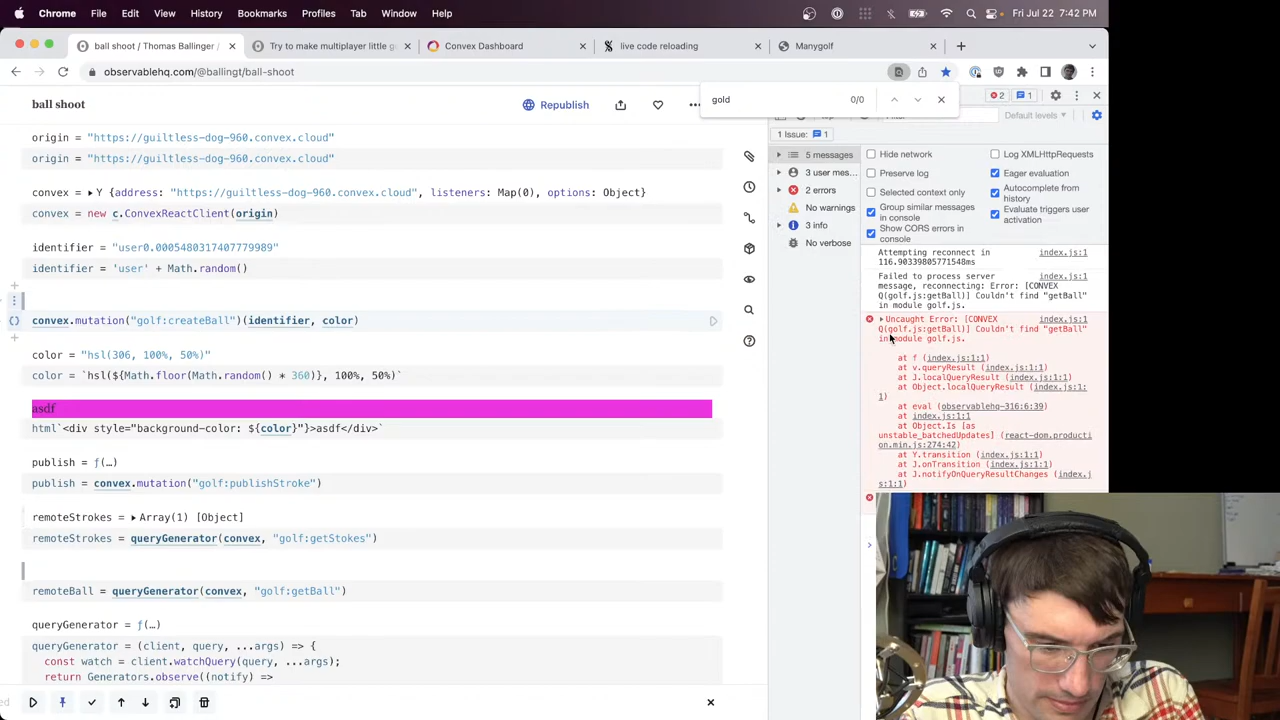 Chrome File Edit View History Bookmarks Profiles Tab Window Help Fri Jul 22 7:42 PM
ball shoot / Thomas Ballinger / Try to make multiplayer little g Convex Dashboard live code reloading Manygolf
observablehq.com/@ballingt/ball-shoot
gold 0/0
ball shoot Republish
2 1
Default levels
1 Issue: 1
origin = "https://guiltless-dog-960.convex.cloud"
origin = "https://guiltless-dog-960.convex.cloud"
convex = Y {address: "https://guiltless-dog-960.convex.cloud", listeners: Map(0), options: Object}
convex = new c.ConvexReactClient(origin)
identifier = "user0.0005480317407779989"
identifier = 'user' + Math.random()
convex.mutation("golf:createBall")(identifier, color)
color = "hsl(306, 100%, 50%)"
color = `hsl(${Math.floor(Math.random() * 360)}, 100%, 50%)`
asdf
html`<div style="background-color: ${color}">asdf</div>`
publish = ƒ(…)
publish = convex.mutation("golf:publishStroke")
remoteStrokes = Array(1) [Object]
remoteStrokes = queryGenerator(convex, "golf:getStokes")
remoteBall = queryGenerator(convex, "golf:getBall")
queryGenerator = ƒ(…)
queryGenerator = (client, query, ...args) => {
const watch = client.watchQuery(query, ...args);
return Generators.observe((notify) =>
5 messages
3 user mes...
2 errors
No warnings
3 info
No verbose
Hide network
Preserve log
Selected context only
Group similar messages in console
Show CORS errors in console
Log XMLHttpRequests
Eager evaluation
Autocomplete from history
Evaluate triggers user activation
Attempting reconnect in index.js:1
116.90339805771548ms
Failed to process server index.js:1
message, reconnecting: Error: [CONVEX
Q(golf.js:getBall)] Couldn't find "getBall"
in module golf.js.
Uncaught Error: [CONVEX index.js:1
Q(golf.js:getBall)] Couldn't find "getBall"
in module golf.js.
at f (index.js:1:1)
at v.queryResult (index.js:1:1)
at J.localQueryResult (index.js:1:1)
at Object.localQueryResult (index.js:1:
1)
at eval (observablehq-316:6:39)
at index.js:1:1
at Object.Is [as
unstable_batchedUpdates] (react-dom.producti
on.min.js:274:42)
at Y.transition (index.js:1:1)
at J.onTransition (index.js:1:1)
at J.notifyOnQueryResultChanges (index.j
s:1:1)